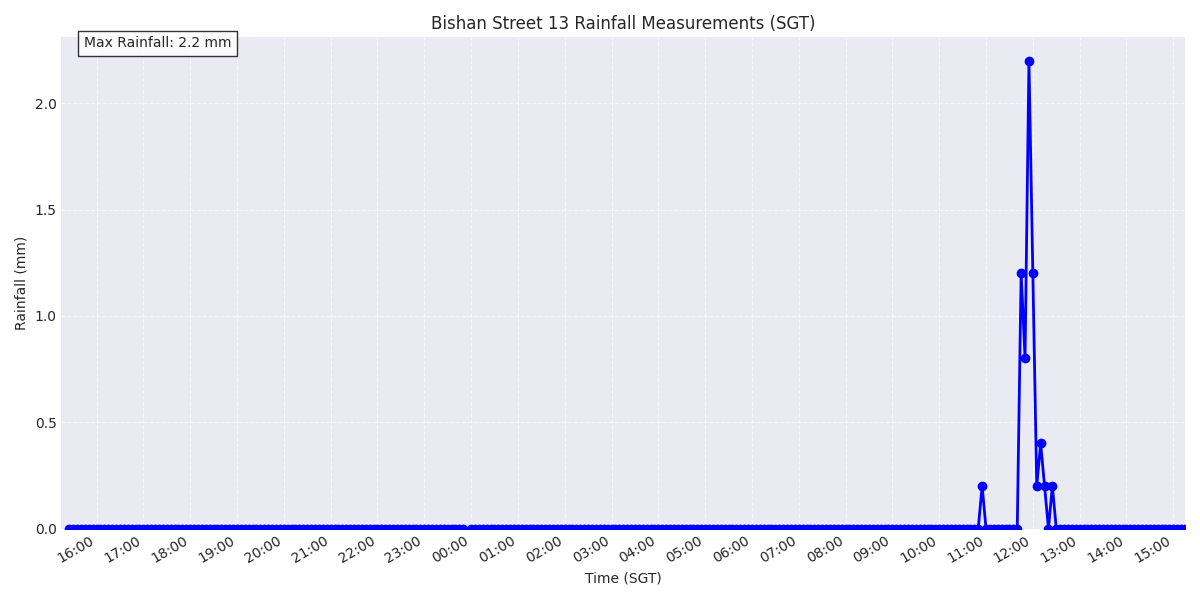 Bishan Street 13 Rainfall Measurements (SGT)
Max Rainfall: 2.2 mm
2.0
1.5
1.0
0.5
0.0
Rainfall (mm)
16:00 17:00 18:00 19:00 20:00 21:00 22:00 23:00 00:00 01:00 02:00 03:00 04:00 05:00 06:00 07:00 08:00 09:00 10:00 11:00 12:00 13:00 14:00 15:00
Time (SGT)